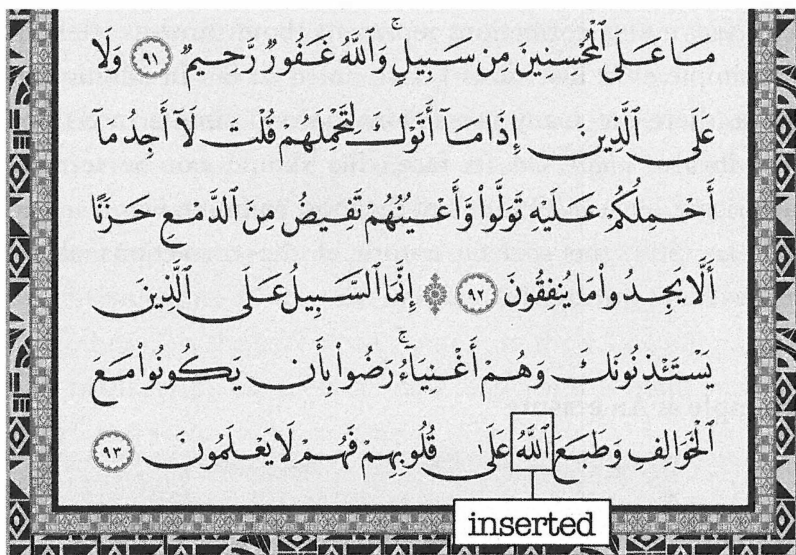 مَا عَلَى ٱلْمُحْسِنِينَ مِن سَبِيلٍۚ وَٱللَّهُ غَفُورٌ رَّحِيمٌ ۝٩١ وَلَا
عَلَى ٱلَّذِينَ إِذَا مَآ أَتَوْكَ لِتَحْمِلَهُمْ قُلْتَ لَآ أَجِدُ مَآ
أَحْمِلُكُمْ عَلَيْهِ تَوَلَّوا۟ وَّأَعْيُنُهُمْ تَفِيضُ مِنَ ٱلدَّمْعِ حَزَنًا
أَلَّا يَجِدُوا۟ مَا يُنفِقُونَ ۝٩٢ ۞ إِنَّمَا ٱلسَّبِيلُ عَلَى ٱلَّذِينَ
يَسْتَـْٔذِنُونَكَ وَهُمْ أَغْنِيَآءُۚ رَضُوا۟ بِأَن يَكُونُوا۟ مَعَ
ٱلْخَوَالِفِ وَطَبَعَ ٱللَّهُ عَلَىٰ قُلُوبِهِمْ فَهُمْ لَا يَعْلَمُونَ ۝٩٣
inserted